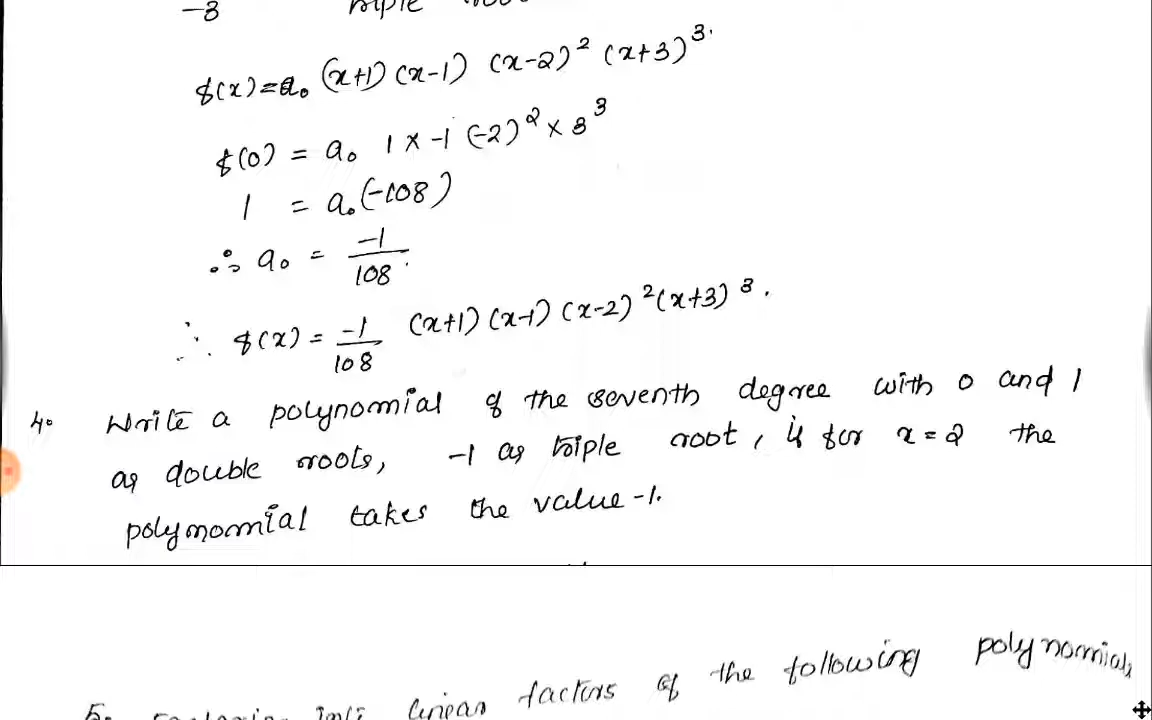 -3 Triple
f(x)=a₀ (x+1) (x-1) (x-2)² (x+3)³.
f(0) = a₀ 1 x -1 (-2)² x 3³
1 = a₀(-108)
∴ a₀ = -1/108.
∴ f(x) = -1/108 (x+1) (x-1) (x-2)²(x+3)³.
4. Write a polynomial of the seventh degree with 0 and 1
as double roots, -1 as triple root, if for x = 2 the
polynomial takes the value -1.
5. linear factors of the following polynomials